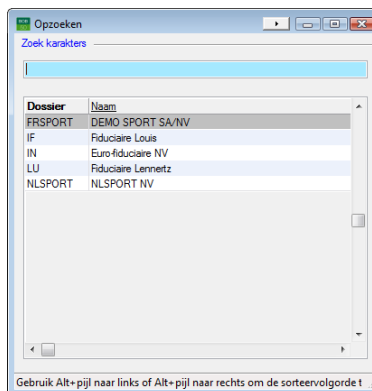 Opzoeken
Zoek karakters
Dossier Naam
FRSPORT DEMO SPORT SA/NV
IF Fiduciaire Louis
IN Euro-fiduciaire NV
LU Fiduciaire Lennertz
NLSPORT NLSPORT NV
Gebruik Alt+pijl naar links of Alt+pijl naar rechts om de sorteervolgorde t